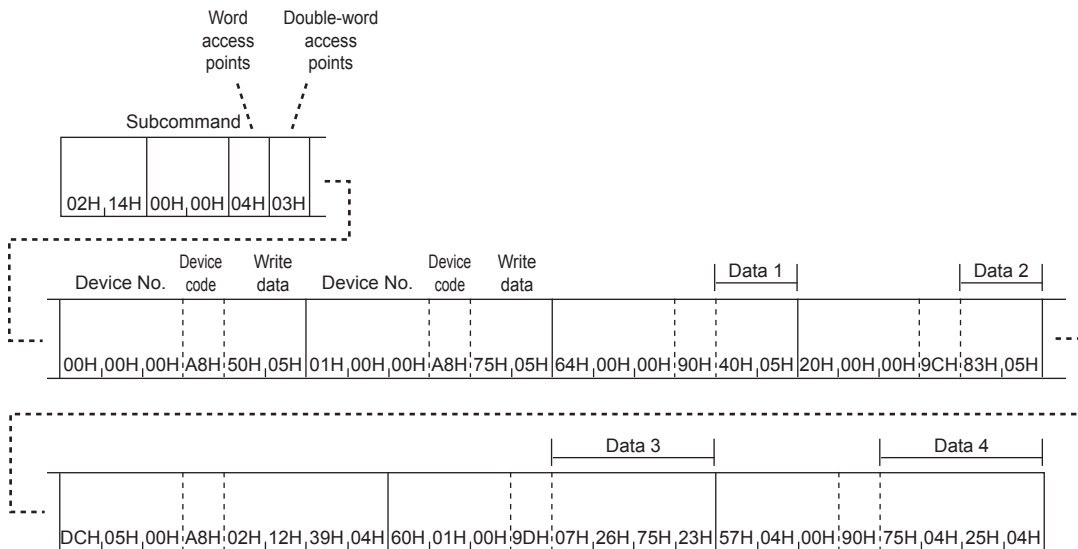 Word access points
Double-word access points
Subcommand
02H 14H 00H 00H 04H 03H
Device No. Device code Write data Device No. Device code Write data Data 1 Data 2
00H 00H 00H A8H 50H 05H 01H 00H 00H A8H 75H 05H 64H 00H 00H 90H 40H 05H 20H 00H 00H 9CH 83H 05H
Data 3 Data 4
DCH 05H 00H A8H 02H 12H 39H 04H 60H 01H 00H 9DH 07H 26H 75H 23H 57H 04H 00H 90H 75H 04H 25H 04H